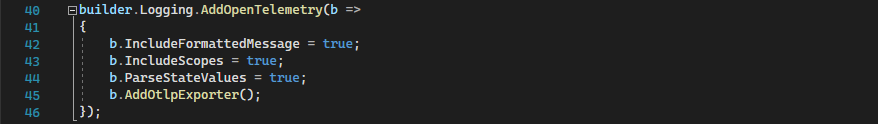 40 builder.Logging.AddOpenTelemetry(b =>
41 {
42     b.IncludeFormattedMessage = true;
43     b.IncludeScopes = true;
44     b.ParseStateValues = true;
45     b.AddOtlpExporter();
46 });